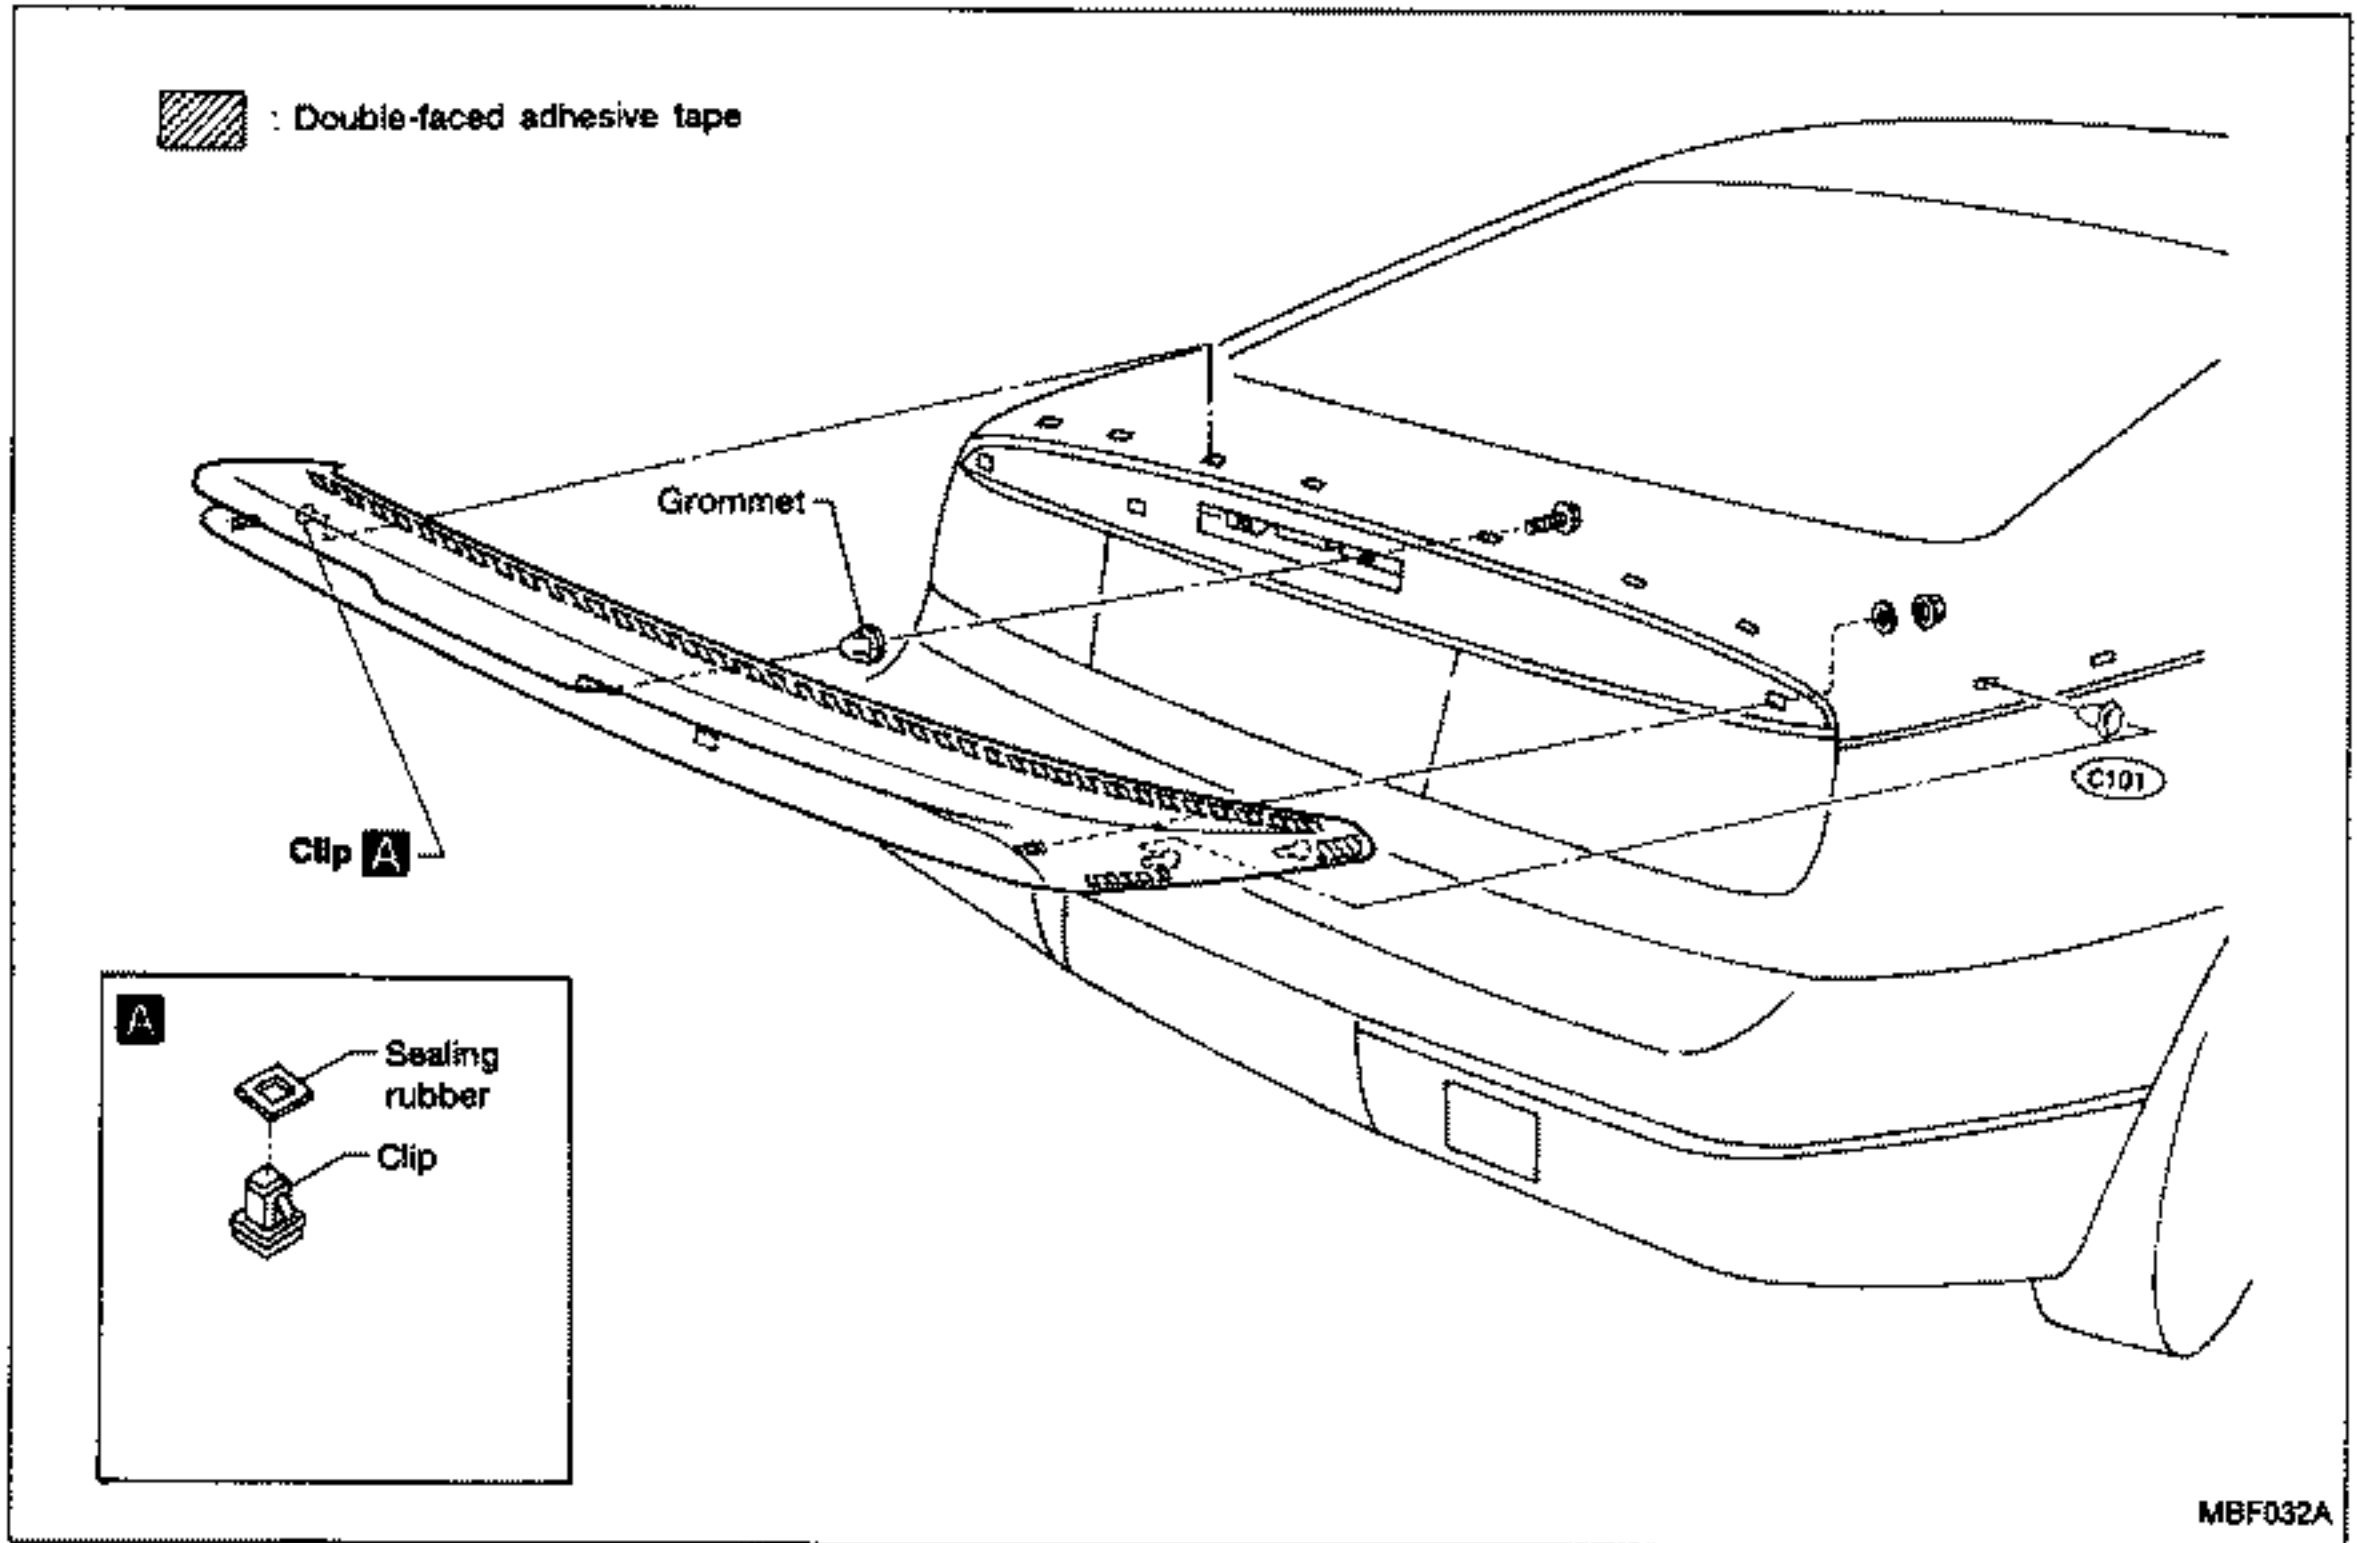 : Double-faced adhesive tape
Grommet
C101
Clip A
A
Sealing
rubber
Clip
MBF032A